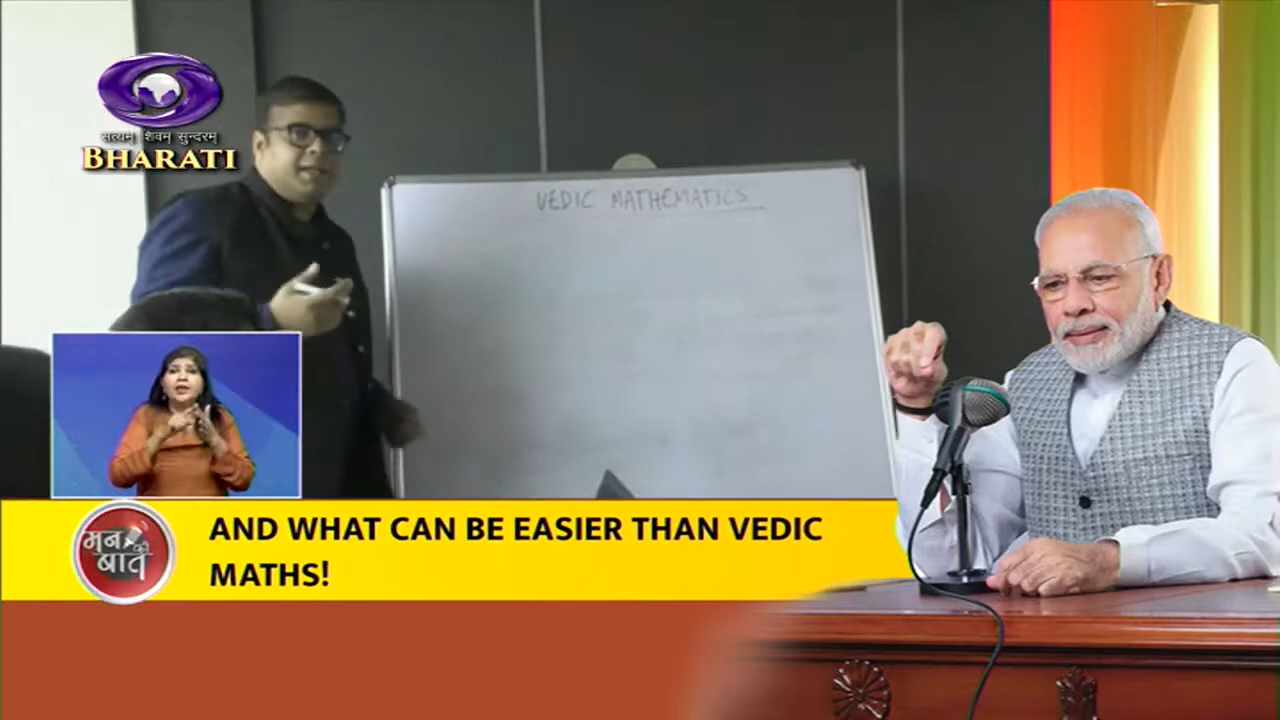 सत्यम् शिवम् सुन्दरम्
BHARATI
VEDIC MATHEMATICS
मन की बात
AND WHAT CAN BE EASIER THAN VEDIC
MATHS!